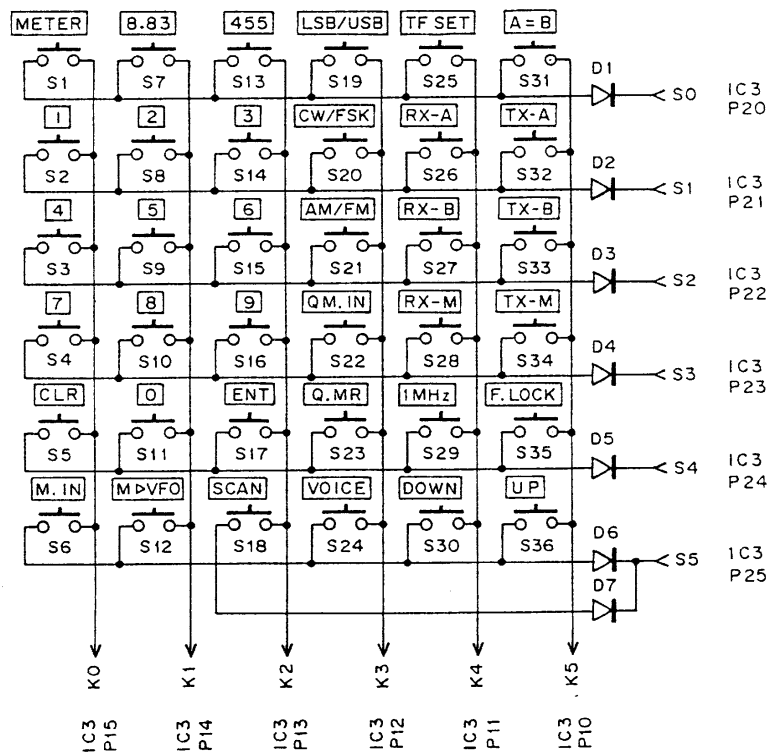 METER 8.83 455 LSB/USB TF SET A=B
D1
S1 S7 S13 S19 S25 S31
S0 IC3 P20
1 2 3 CW/FSK RX-A TX-A
D2
S2 S8 S14 S20 S26 S32
S1 IC3 P21
4 5 6 AM/FM RX-B TX-B
D3
S3 S9 S15 S21 S27 S33
S2 IC3 P22
7 8 9 QM.IN RX-M TX-M
D4
S4 S10 S16 S22 S28 S34
S3 IC3 P23
CLR 0 ENT Q.MR 1MHz F.LOCK
D5
S5 S11 S17 S23 S29 S35
S4 IC3 P24
M.IN M▷VFO SCAN VOICE DOWN UP
D6
S6 S12 S18 S24 S30 S36
S5 IC3 P25
D7
K0 K1 K2 K3 K4 K5
IC3 P15 IC3 P14 IC3 P13 IC3 P12 IC3 P11 IC3 P10